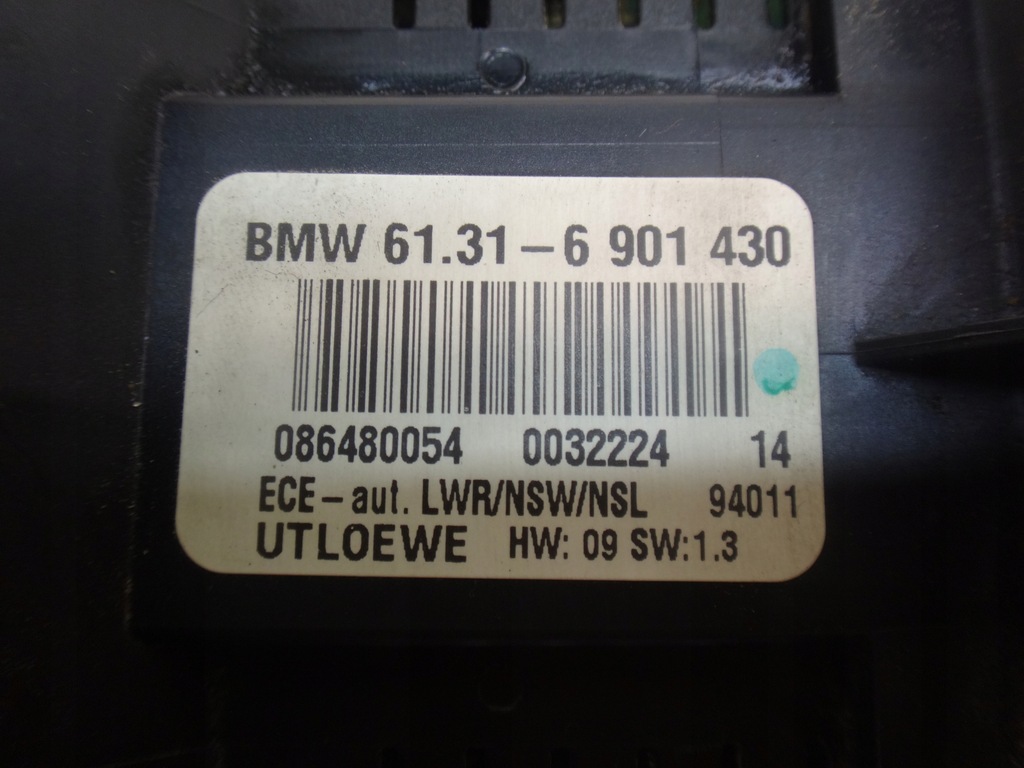 BMW 61.31-6 901 430
086480054 0032224 14
ECE-aut. LWR/NSW/NSL 94011
UTLOEWE HW: 09 SW:1.3